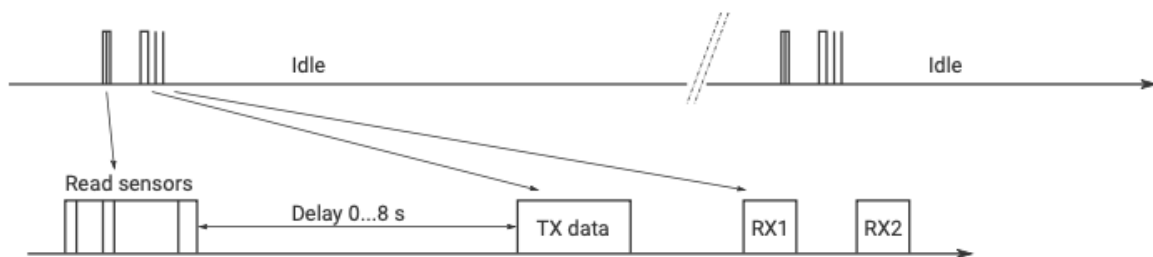 Idle
Idle
Read sensors
Delay 0...8 s
TX data
RX1
RX2